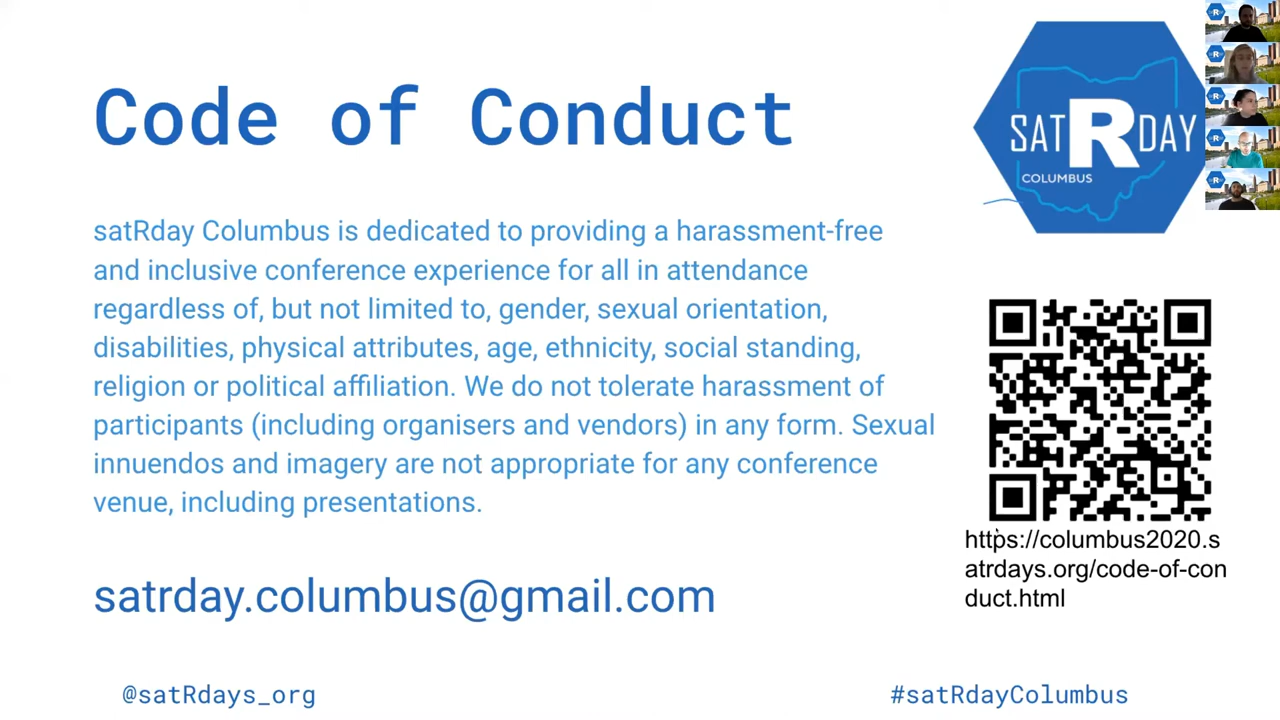 Code of Conduct
SAT R DAY
COLUMBUS
satRday Columbus is dedicated to providing a harassment-free
and inclusive conference experience for all in attendance
regardless of, but not limited to, gender, sexual orientation,
disabilities, physical attributes, age, ethnicity, social standing,
religion or political affiliation. We do not tolerate harassment of
participants (including organisers and vendors) in any form. Sexual
innuendos and imagery are not appropriate for any conference
venue, including presentations.
https://columbus2020.s
atrdays.org/code-of-con
duct.html
satrday.columbus@gmail.com
@satRdays_org
#satRdayColumbus